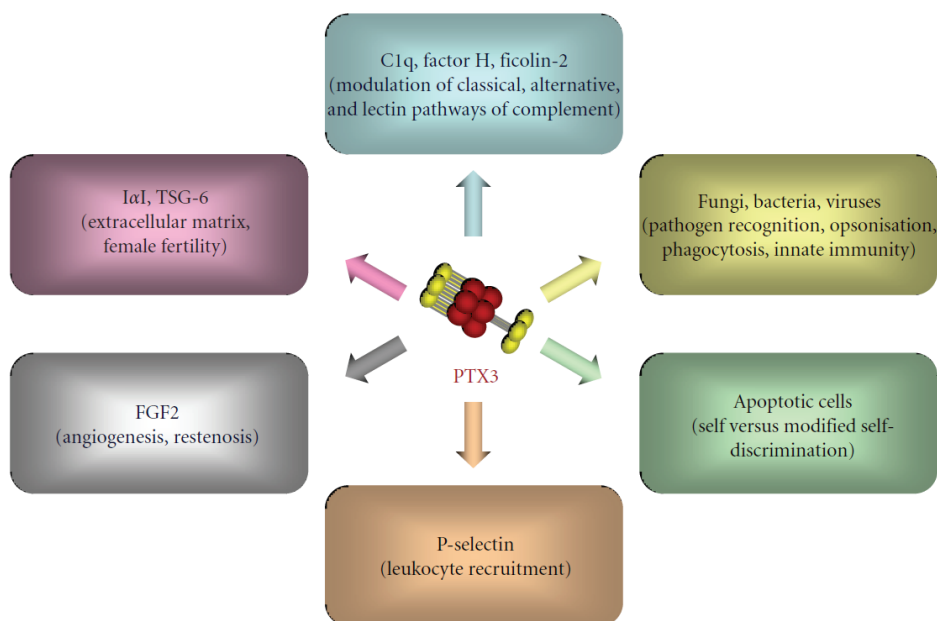 C1q, factor H, ficolin-2
(modulation of classical, alternative,
and lectin pathways of complement)
IαI, TSG-6
(extracellular matrix,
female fertility)
Fungi, bacteria, viruses
(pathogen recognition, opsonisation,
phagocytosis, innate immunity)
PTX3
FGF2
(angiogenesis, restenosis)
Apoptotic cells
(self versus modified self-
discrimination)
P-selectin
(leukocyte recruitment)